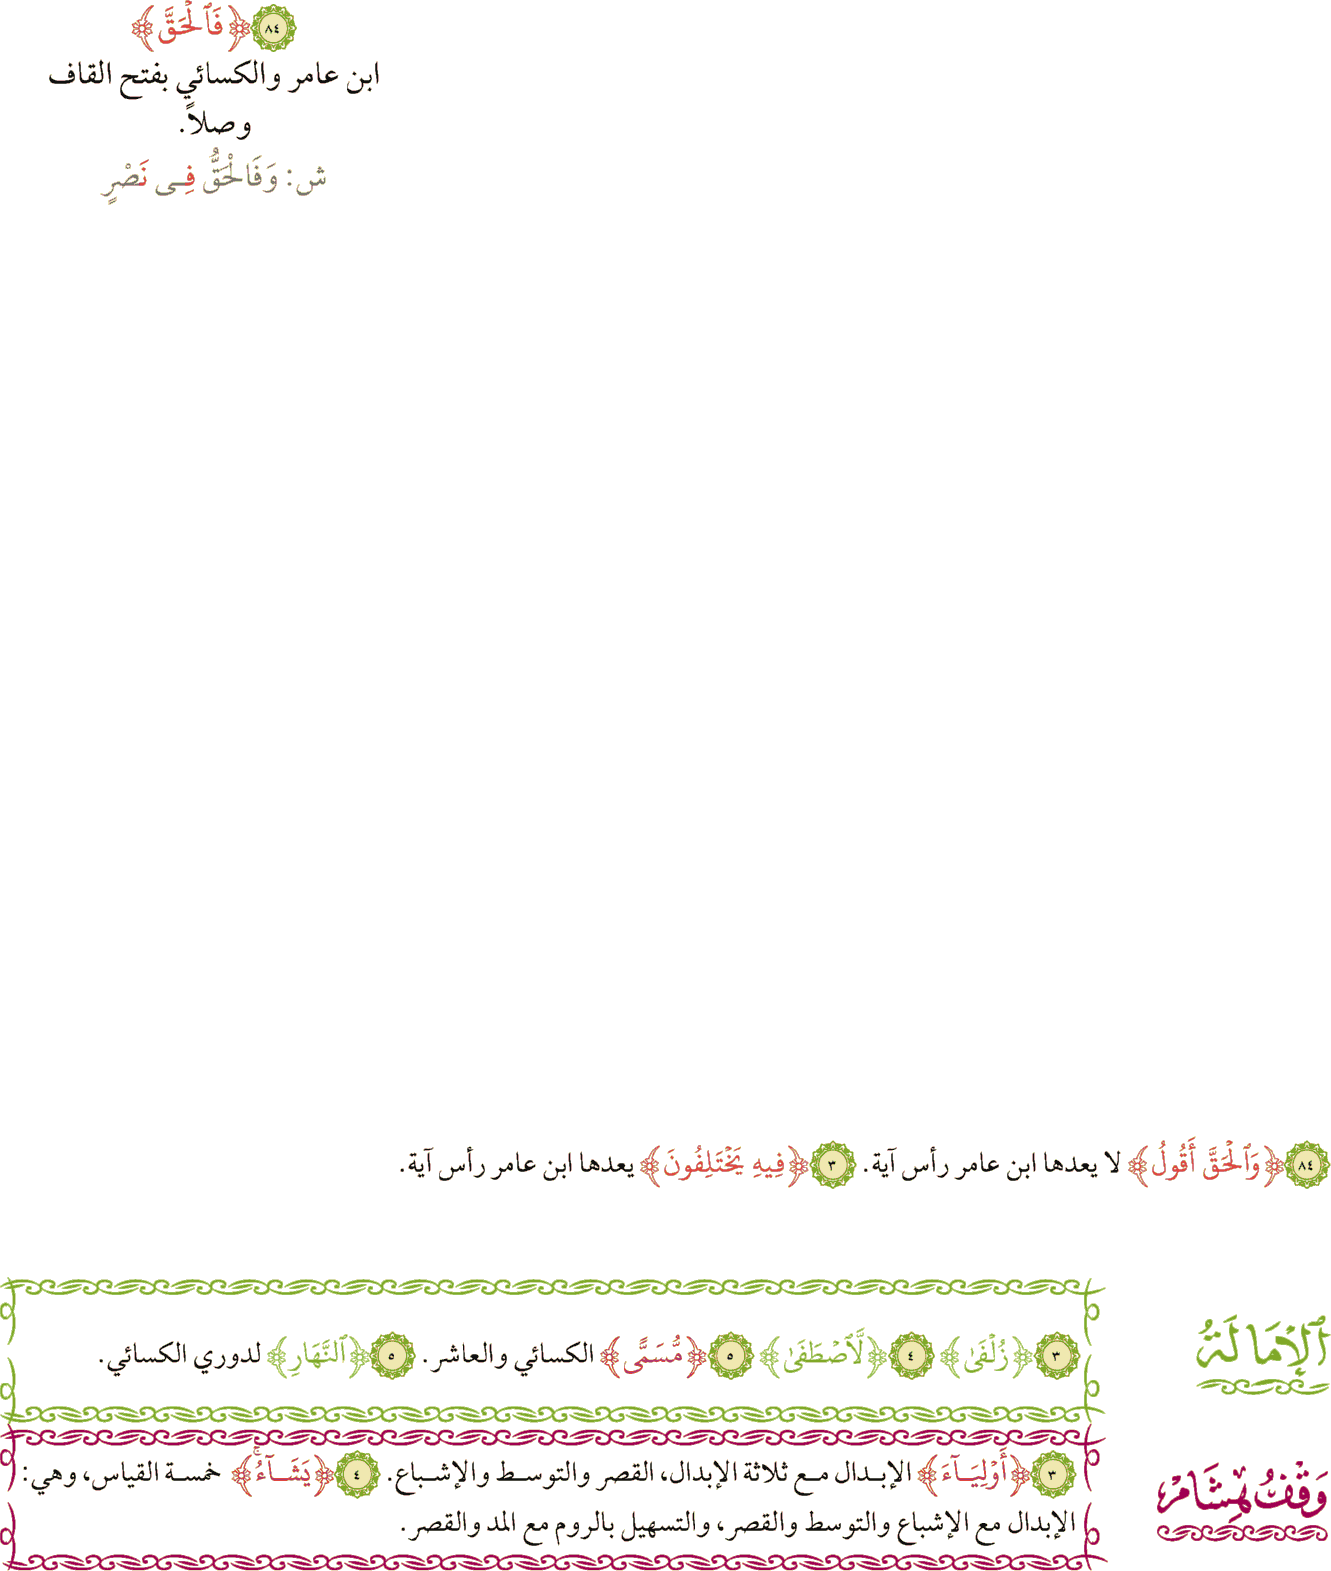 ٨٤ ﴿فَٱلْحَقَّ﴾
ابن عامر والكسائي بفتح القاف
وصلاً.
ش: وَفَالْحَقُّ فِى نَصْرٍ
٨٤ ﴿وَٱلْحَقَّ أَقُولُ﴾ لا يعدها ابن عامر رأس آية. ٣ ﴿فِيهِ يَخْتَلِفُونَ﴾ يعدها ابن عامر رأس آية.
ٱلْإِمَالَةُ
٣ ﴿زُلْفَىٰ﴾ ٤ ﴿لَّٱصْطَفَىٰ﴾ ٥ ﴿مُّسَمًّى﴾ الكسائي والعاشر. ٥ ﴿ٱلنَّهَارِ﴾ لدوري الكسائي.
وَقْفُ هِشَامٍ
٣ ﴿أَوْلِيَآءَ﴾ الإبدال مع ثلاثة الإبدال، القصر والتوسط والإشباع. ٤ ﴿يَشَآءُۚ﴾ خمسة القياس، وهي:
الإبدال مع الإشباع والتوسط والقصر، والتسهيل بالروم مع المد والقصر.